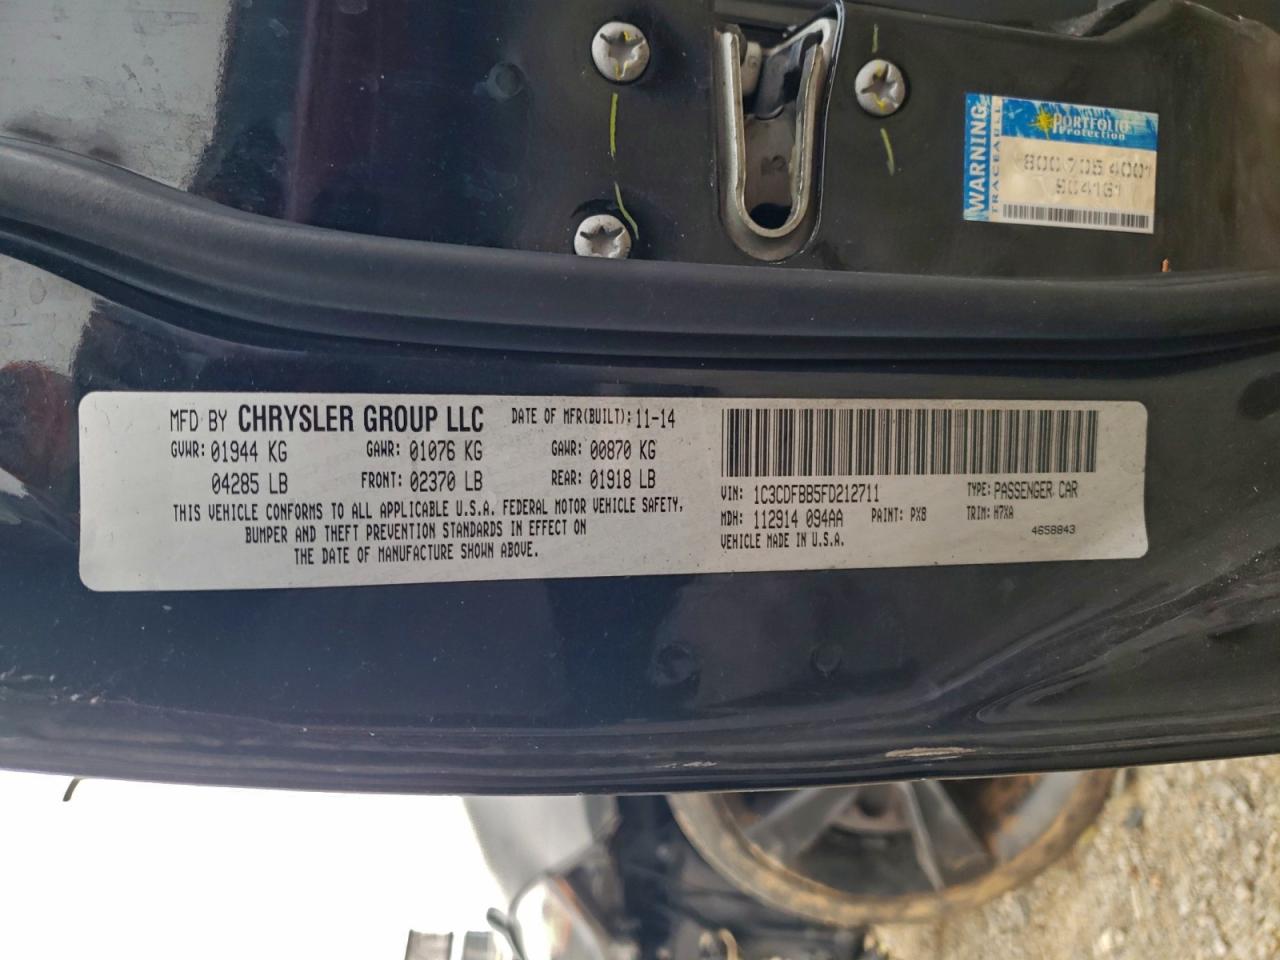 WARNING
TRACEABLE
PORTFOLIO
Protection
800 705 4001
904161
MFD BY CHRYSLER GROUP LLC DATE OF MFR(BUILT): 11-14
GVWR: 01944 KG GAWR: 01076 KG GAWR: 00870 KG
04285 LB FRONT: 02370 LB REAR: 01918 LB
THIS VEHICLE CONFORMS TO ALL APPLICABLE U.S.A. FEDERAL MOTOR VEHICLE SAFETY,
BUMPER AND THEFT PREVENTION STANDARDS IN EFFECT ON
THE DATE OF MANUFACTURE SHOWN ABOVE.
VIN: 1C3CDFBB5FD212711 TYPE: PASSENGER CAR
MDH: 112914 094AA PAINT: PX8 TRIM: H7XA
VEHICLE MADE IN U.S.A. 4658843